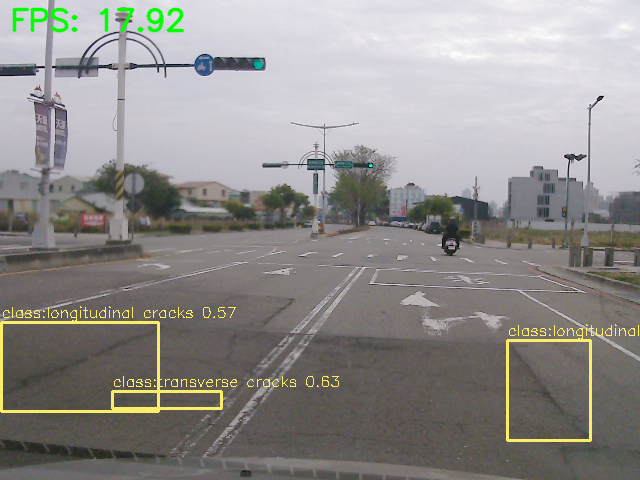 FPS: 17.92
class:longitudinal cracks 0.57
class:longitudinal
class:transverse cracks 0.63